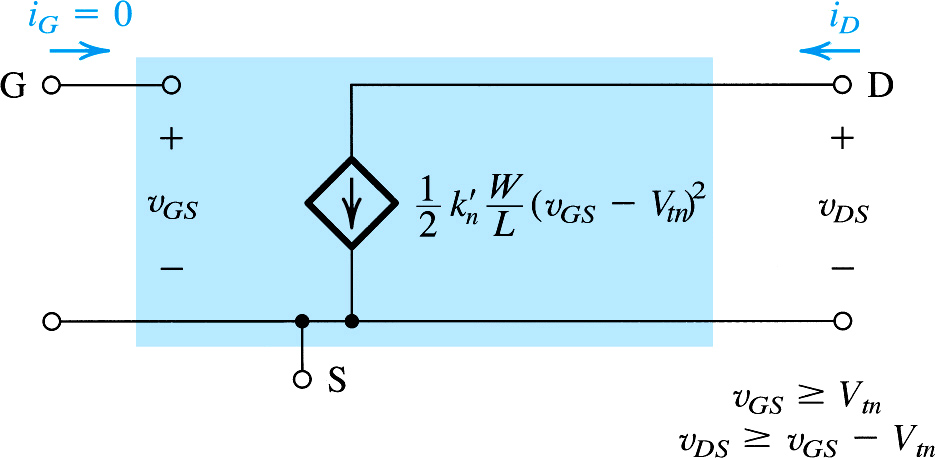 i_G = 0
i_D
G
D
+
+
v_GS
1/2 k'_n W/L (v_GS − V_tn)²
v_DS
−
−
S
v_GS ≥ V_tn
v_DS ≥ v_GS − V_tn